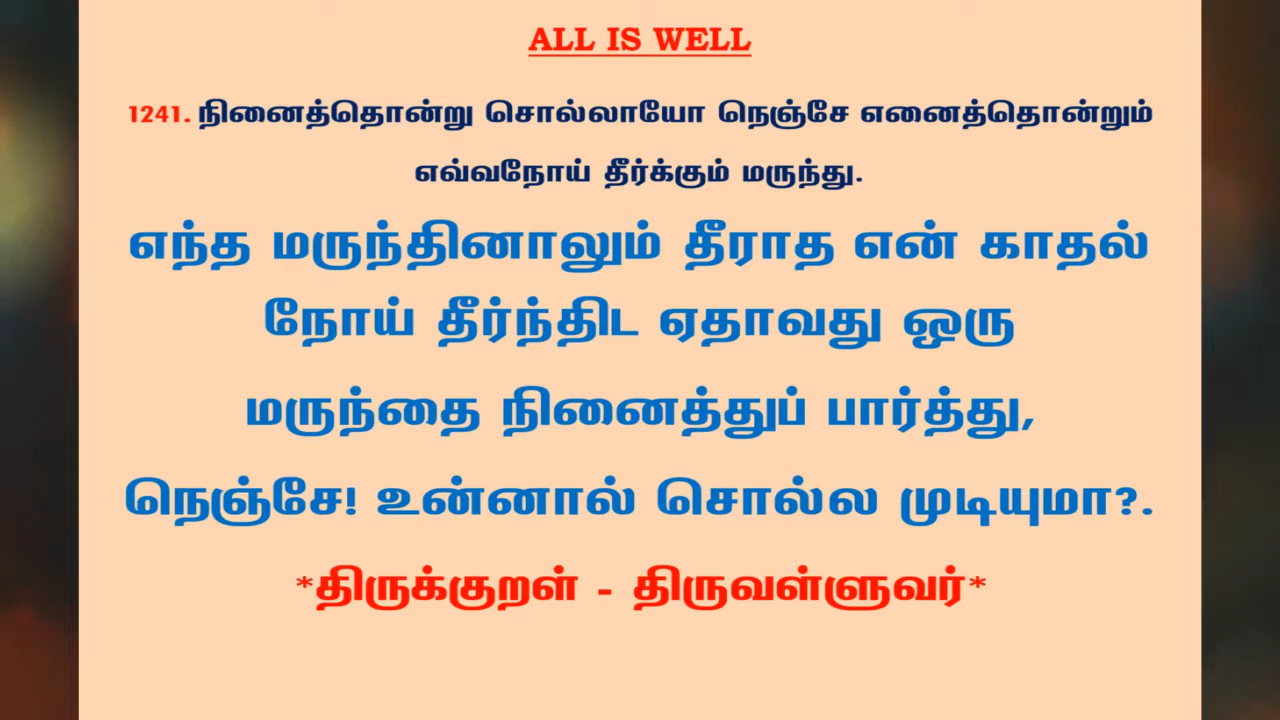 ALL IS WELL
1241. நினைத்தொன்று சொல்லாயோ நெஞ்சே எனைத்தொன்றும்
எவ்வநோய் தீர்க்கும் மருந்து.
எந்த மருந்தினாலும் தீராத என் காதல்
நோய் தீர்ந்திட ஏதாவது ஒரு
மருந்தை நினைத்துப் பார்த்து,
நெஞ்சே! உன்னால் சொல்ல முடியுமா?.
*திருக்குறள் - திருவள்ளுவர்*